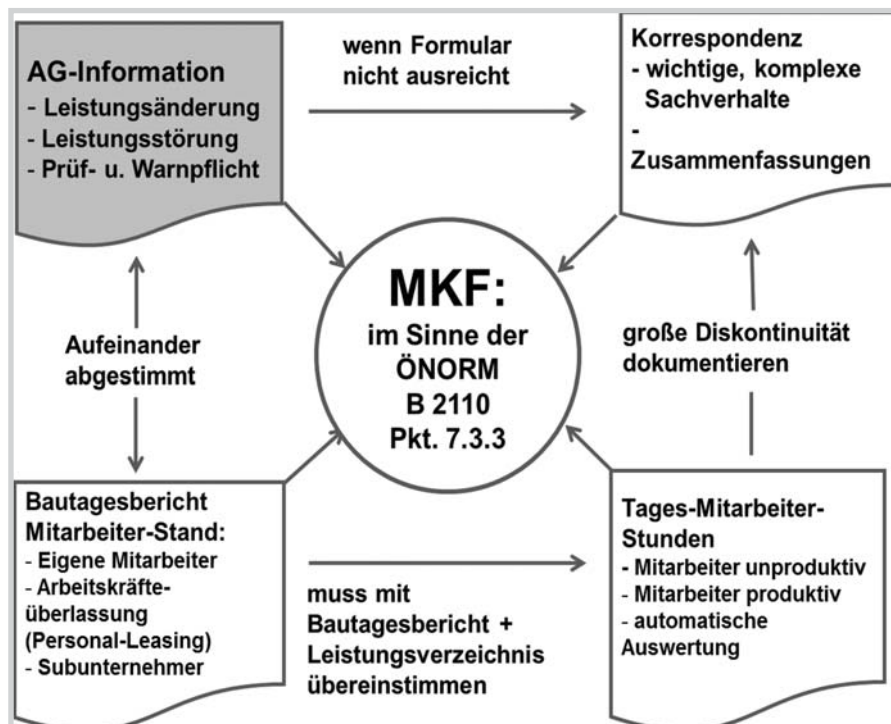 AG-Information
- Leistungsänderung
- Leistungsstörung
- Prüf- u. Warnpflicht
wenn Formular
nicht ausreicht
Korrespondenz
- wichtige, komplexe
Sachverhalte
-
Zusammenfassungen
MKF:
im Sinne der
ÖNORM
B 2110
Pkt. 7.3.3
Aufeinander
abgestimmt
große Diskontinuität
dokumentieren
Bautagesbericht
Mitarbeiter-Stand:
- Eigene Mitarbeiter
- Arbeitskräfte-
überlassung
(Personal-Leasing)
- Subunternehmer
muss mit
Bautagesbericht +
Leistungsverzeichnis
übereinstimmen
Tages-Mitarbeiter-
Stunden
- Mitarbeiter unproduktiv
- Mitarbeiter produktiv
- automatische
Auswertung